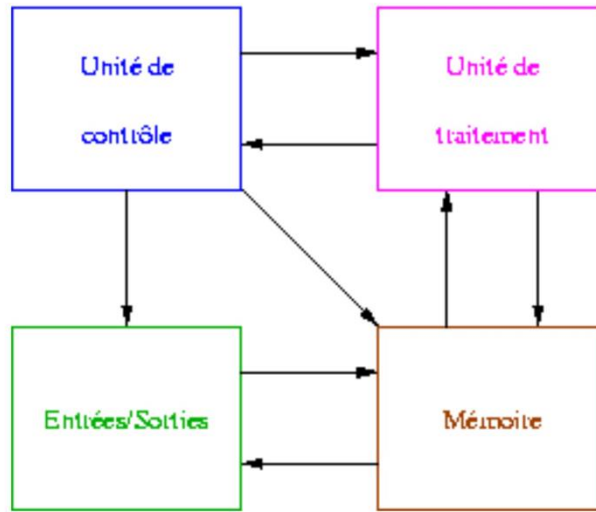 Unité de
contrôle
Unité de
traitement
Entrées/Sorties
Mémoire